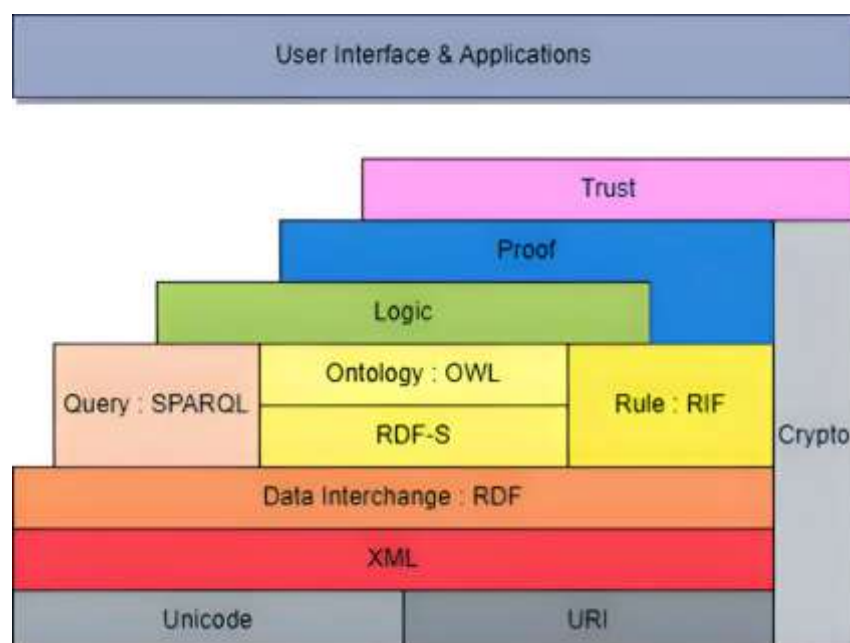 User Interface & Applications
Trust
Proof
Logic
Query : SPARQL
Ontology : OWL
RDF-S
Rule : RIF
Crypto
Data Interchange : RDF
XML
Unicode
URI